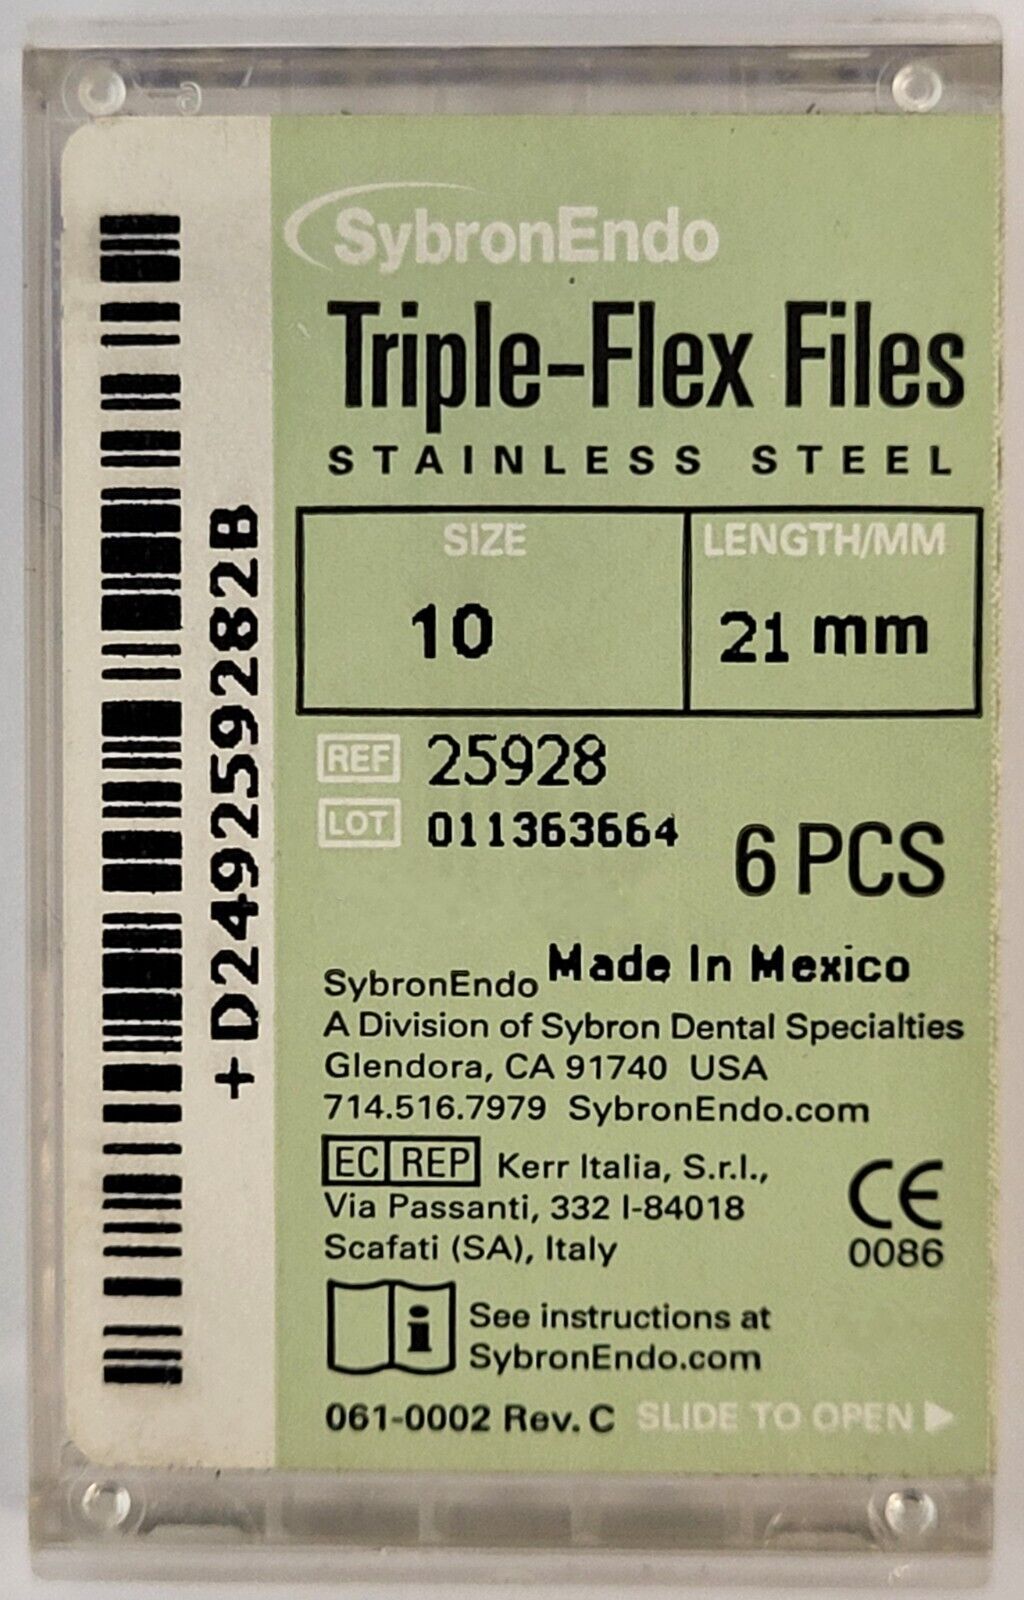 SybronEndo
Triple-Flex Files
STAINLESS STEEL
SIZE LENGTH/MM
10 21 mm
REF 25928
LOT 011363664
6 PCS
SybronEndo Made In Mexico
A Division of Sybron Dental Specialties
Glendora, CA 91740 USA
714.516.7979 SybronEndo.com
EC REP Kerr Italia, S.r.l.,
Via Passanti, 332 I-84018
Scafati (SA), Italy
CE
0086
i See instructions at
SybronEndo.com
061-0002 Rev. C SLIDE TO OPEN
+D249259282B